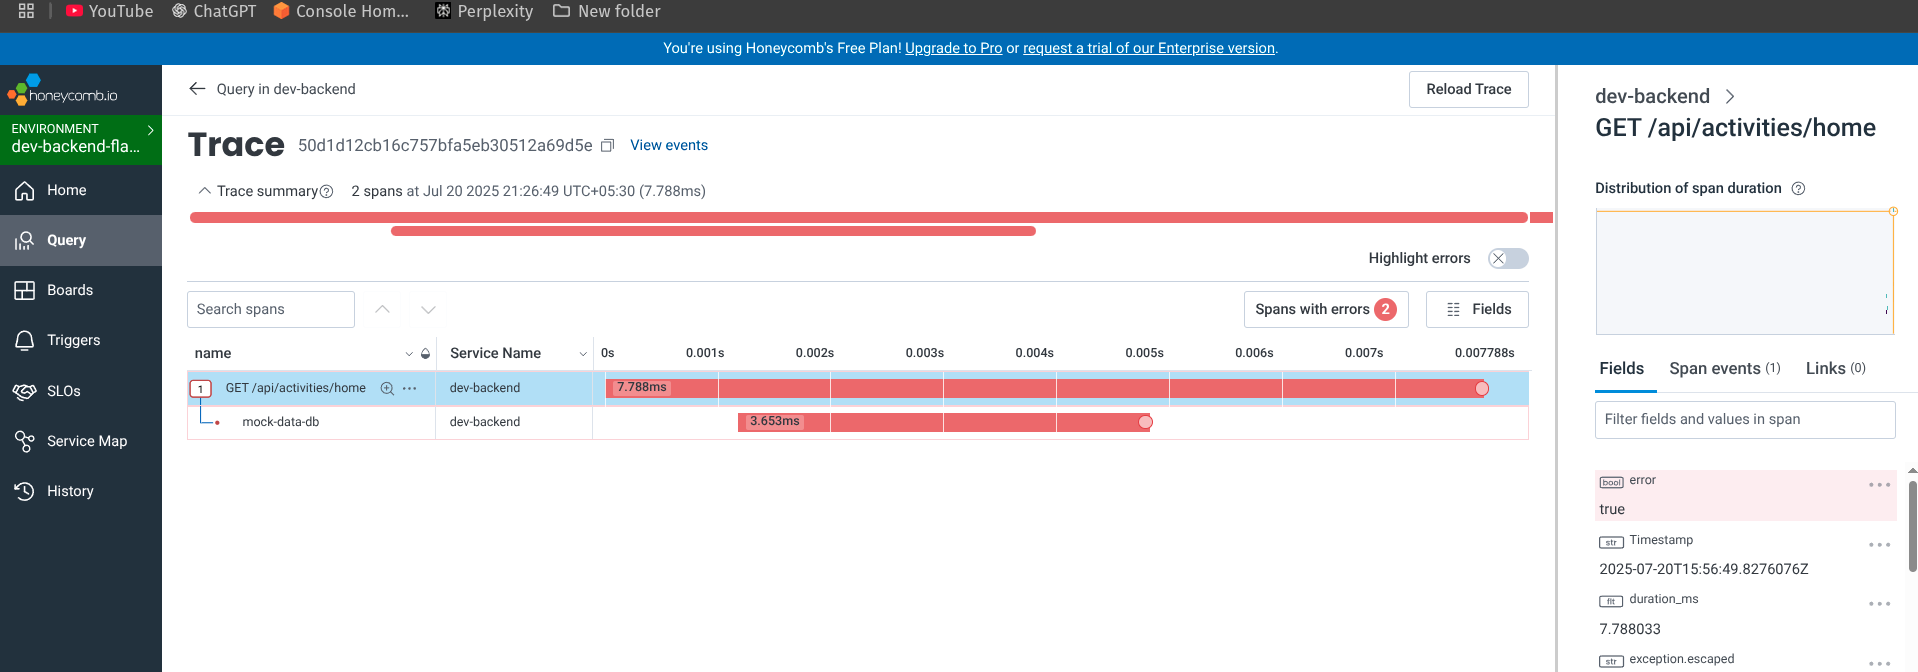 YouTube
ChatGPT
Console Hom...
Perplexity
New folder
You're using Honeycomb's Free Plan! Upgrade to Pro or request a trial of our Enterprise version.
honeycomb.io
ENVIRONMENT
dev-backend-fla...
Home
Query
Boards
Triggers
SLOs
Service Map
History
Query in dev-backend
Reload Trace
Trace 50d1d12cb16c757bfa5eb30512a69d5e View events
Trace summary 2 spans at Jul 20 2025 21:26:49 UTC+05:30 (7.788ms)
Highlight errors
Search spans
Spans with errors 2
Fields
name Service Name 0s 0.001s 0.002s 0.003s 0.004s 0.005s 0.006s 0.007s 0.007788s
1 GET /api/activities/home dev-backend 7.788ms
mock-data-db dev-backend 3.653ms
dev-backend
GET /api/activities/home
Distribution of span duration
Fields Span events (1) Links (0)
Filter fields and values in span
bool error
true
str Timestamp
2025-07-20T15:56:49.8276076Z
flt duration_ms
7.788033
str exception.escaped